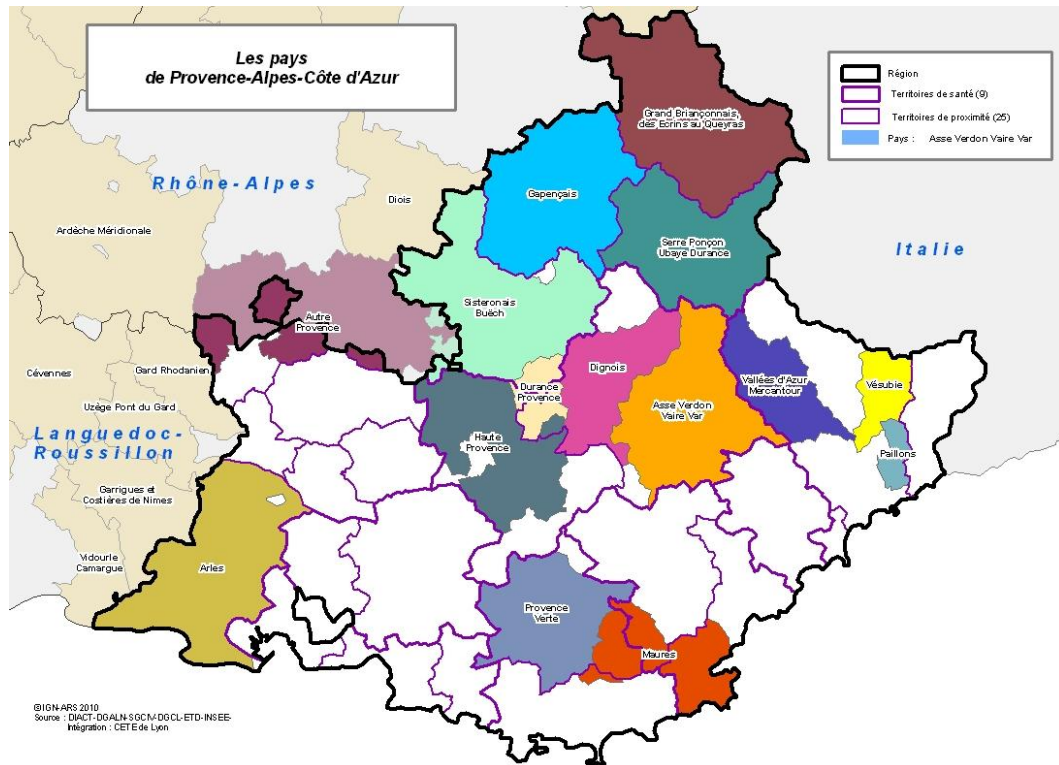 Les pays
de Provence-Alpes-Côte d'Azur
Région
Territoires de santé (9)
Territoires de proximité (25)
Pays : Asse Verdon Vaire Var
Grand Briançonnais,
des Ecrins au Queyras
Rhône-Alpes
Gapençais
Diois
Ardèche Méridionale
Serre Ponçon
Ubaye Durance
Italie
Sisteronais
Buëch
Autre
Provence
Gard Rhodanien
Cévennes
Dignois
Vallées d'Azur
Mercantour
Vésubie
Durance
Provence
Asse Verdon
Vaire Var
Uzège Pont du Gard
Languedoc-
Roussillon
Haute
Provence
Paillons
Garrigues et
Costières de Nimes
Vidourle
Camargue
Arles
Provence
Verte
Maures
©IGN-ARS 2010
Source : DIACT-DGALN-SGCIV-DGCL-ETD-INSEE-
Intégration : CETE de Lyon